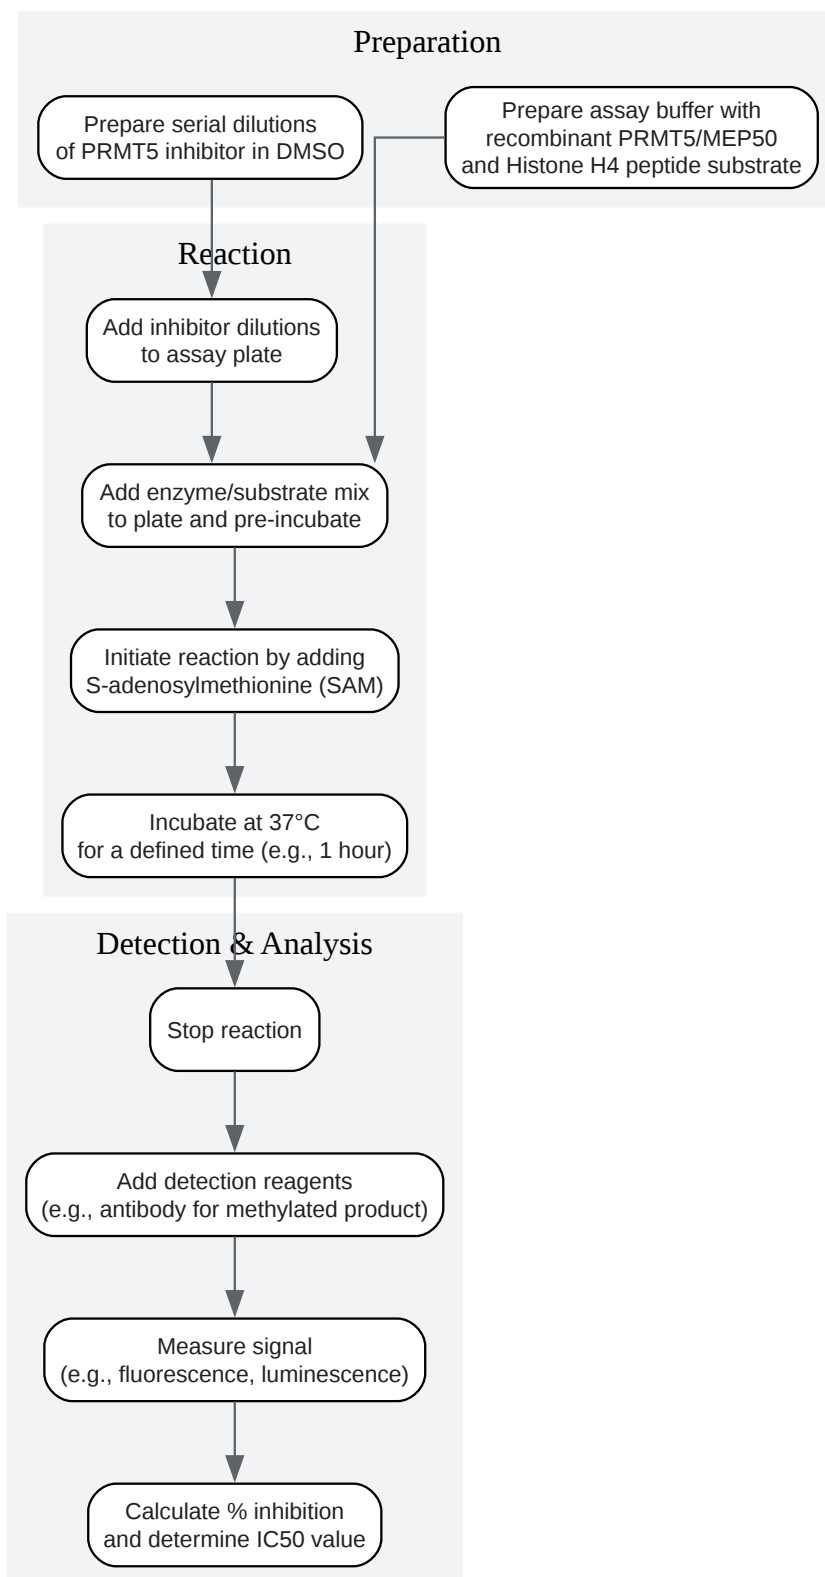 Preparation
Prepare serial dilutions
of PRMT5 inhibitor in DMSO
Prepare assay buffer with
recombinant PRMT5/MEP50
and Histone H4 peptide substrate
Reaction
Add inhibitor dilutions
to assay plate
Add enzyme/substrate mix
to plate and pre-incubate
Initiate reaction by adding
S-adenosylmethionine (SAM)
Incubate at 37°C
for a defined time (e.g., 1 hour)
Detection & Analysis
Stop reaction
Add detection reagents
(e.g., antibody for methylated product)
Measure signal
(e.g., fluorescence, luminescence)
Calculate % inhibition
and determine IC50 value